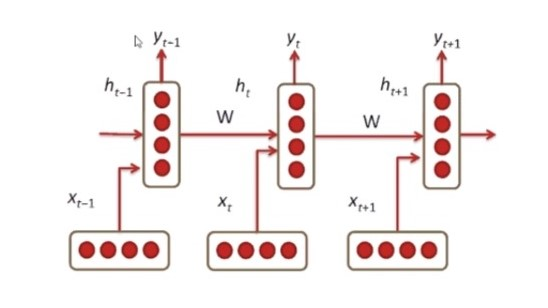 y_{t-1} y_t y_{t+1}
h_{t-1} h_t h_{t+1}
W W
x_{t-1} x_t x_{t+1}